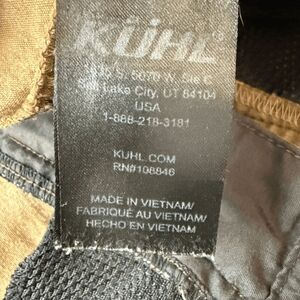 KÜHL
S. 5070 W. Ste C
Salt Lake City, UT 84104
USA
1-888-218-3181
KUHL.COM
RN#108846
MADE IN VIETNAM/
FABRIQUÉ AU VIETNAM/
HECHO EN VIETNAM